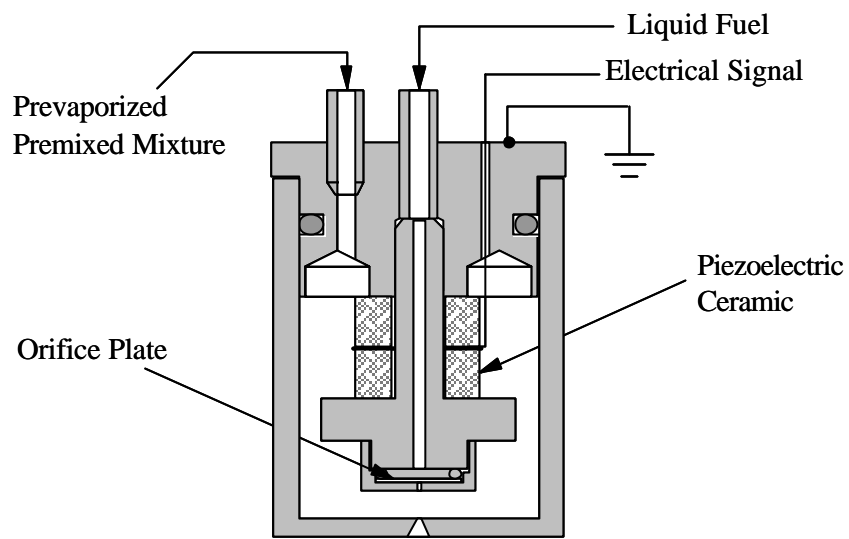 Liquid Fuel
Electrical Signal
Prevaporized
Premixed Mixture
Piezoelectric
Ceramic
Orifice Plate